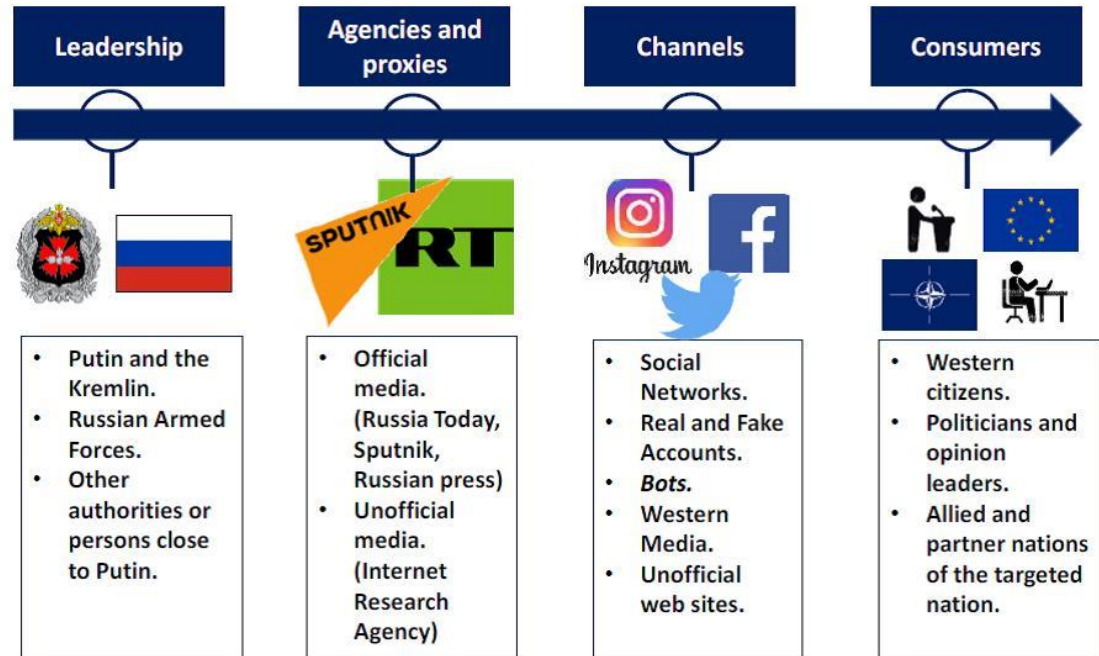 Leadership
Agencies and
proxies
Channels
Consumers
SPUTNIK
RT
Instagram
• Putin and the
Kremlin.
• Russian Armed
Forces.
• Other
authorities or
persons close
to Putin.
• Official
media.
(Russia Today,
Sputnik,
Russian press)
• Unofficial
media.
(Internet
Research
Agency)
• Social
Networks.
• Real and Fake
Accounts.
• Bots.
• Western
Media.
• Unofficial
web sites.
• Western
citizens.
• Politicians and
opinion
leaders.
• Allied and
partner nations
of the targeted
nation.